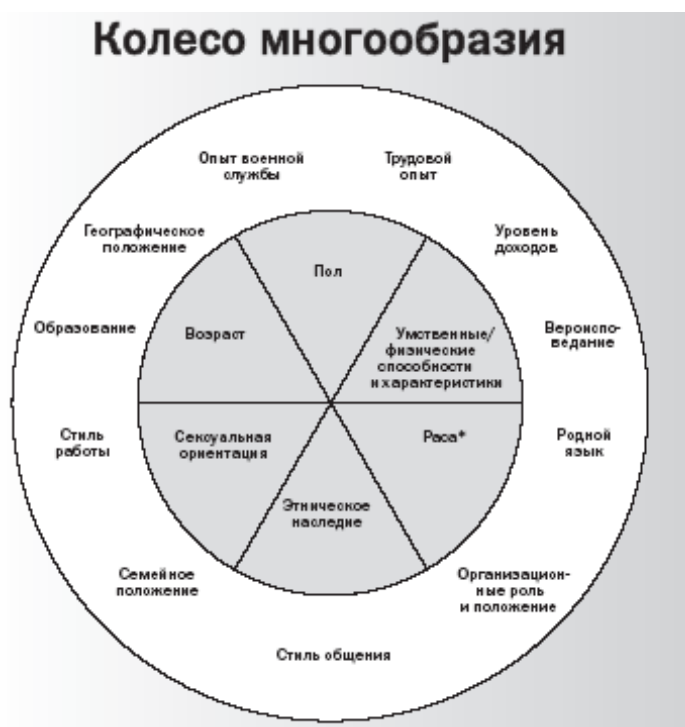 Колесо многообразия
Опыт военной
службы
Трудовой
опыт
Географическое
положение
Уровень
доходов
Пол
Образование
Возраст
Умственные/
физические
способности
и характеристики
Вероиспо-
ведание
Стиль
работы
Сексуальная
ориентация
Раса*
Родной
язык
Этническое
наследие
Семейное
положение
Организацион-
ные роль
и положение
Стиль общения